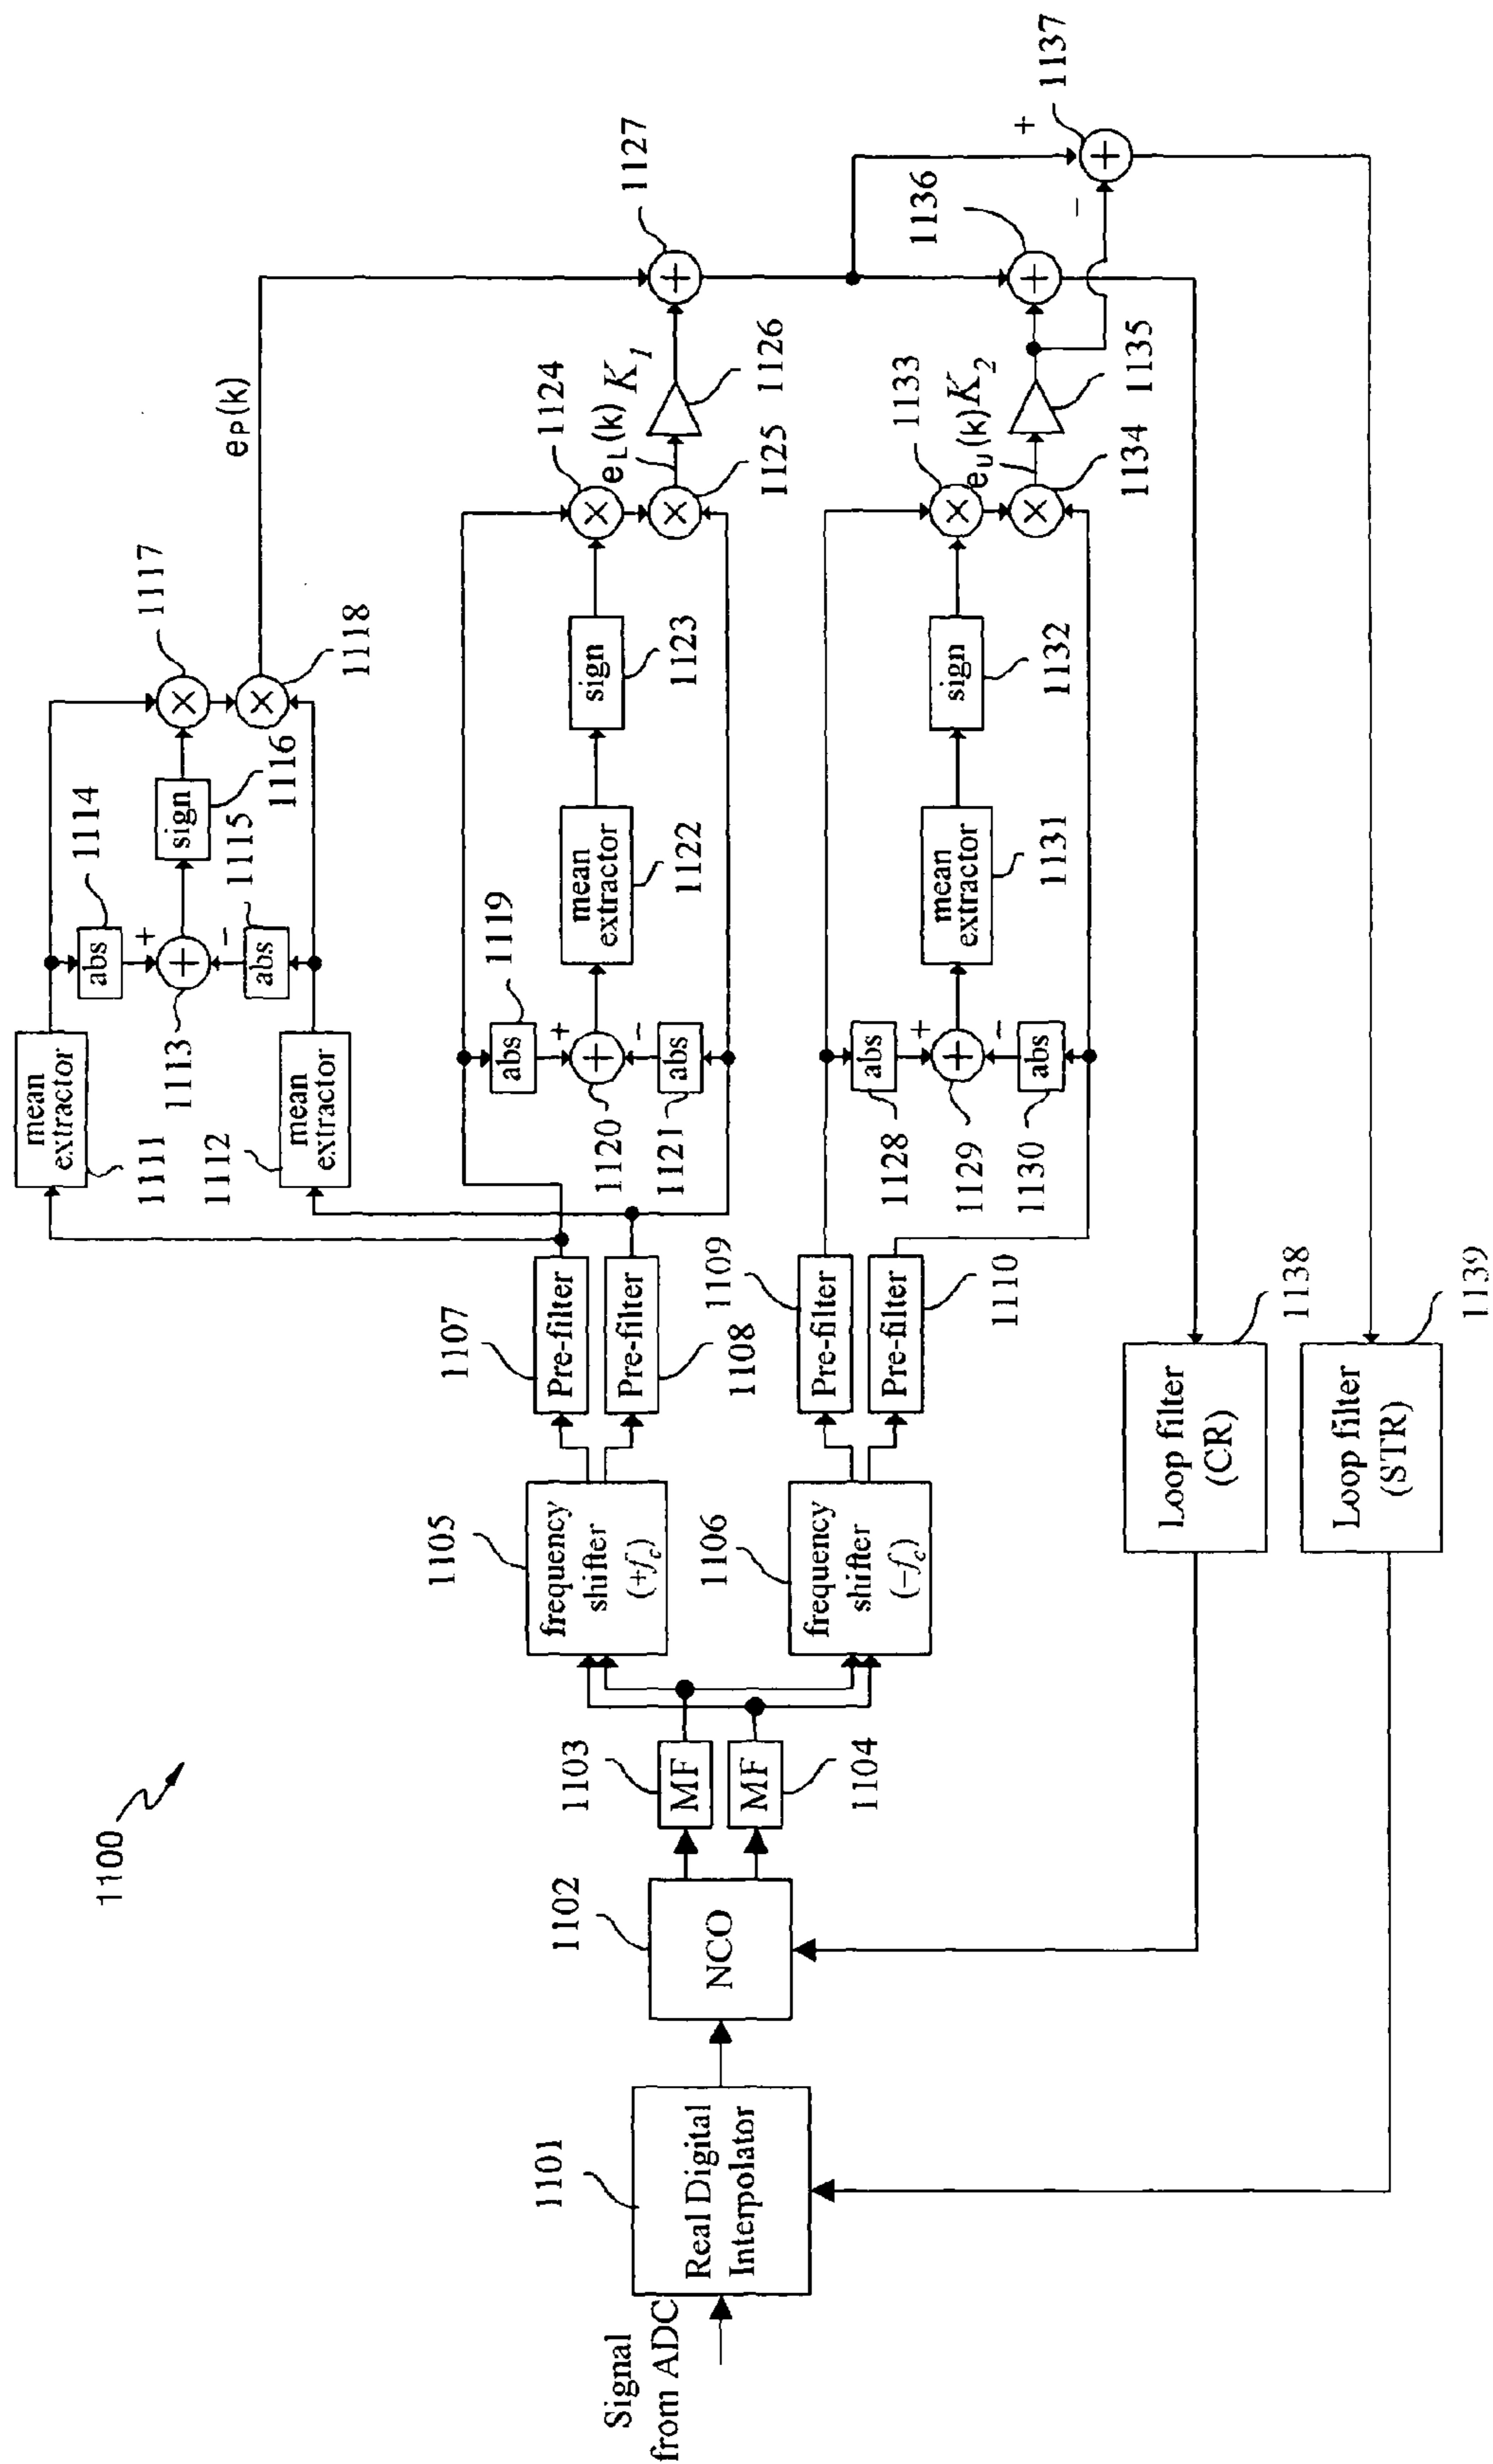 1100
Signal
from ADC
Real Digital
Interpolator
1101
NCO
1102
MF
1103
MF
1104
frequency
shifter
(+fc)
1105
frequency
shifter
(−fc)
1106
Pre-filter
1107
Pre-filter
1108
Pre-filter
1109
Pre-filter
1110
mean
extractor
1111
mean
extractor
1112
1113
abs
1114
+
+
−
abs
1115
sign
1116
×
1117
×
1118
eP(k)
abs
1119
+
+
−
1120
abs
1121
mean
extractor
1122
sign
1123
×
1124
×
1125
eL(k)
K1
1126
+
1127
abs
1128
+
+
−
1129
abs
1130
mean
extractor
1131
sign
1132
×
1133
×
1134
eU(k)
K2
1135
+
1136
+
+
−
1137
Loop filter
(CR)
1138
Loop filter
(STR)
1139